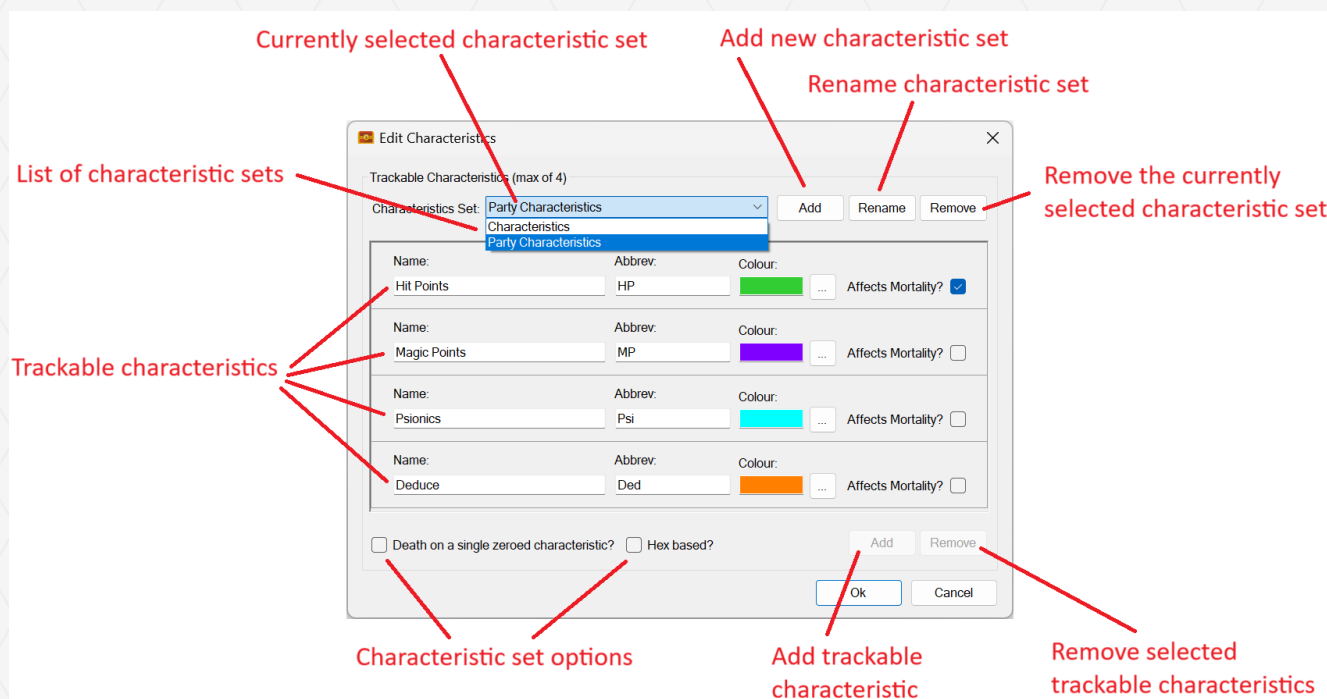 Currently selected characteristic set
Add new characteristic set
Rename characteristic set
Edit Characteristics
List of characteristic sets
Trackable Characteristics (max of 4)
Remove the currently
selected characteristic set
Characteristics Set: Party Characteristics Add Rename Remove
Characteristics
Party Characteristics
Name: Abbrev: Colour:
Hit Points HP ... Affects Mortality?
Name: Abbrev: Colour:
Magic Points MP ... Affects Mortality?
Trackable characteristics
Name: Abbrev: Colour:
Psionics Psi ... Affects Mortality?
Name: Abbrev: Colour:
Deduce Ded ... Affects Mortality?
Death on a single zeroed characteristic? Hex based? Add Remove
Ok Cancel
Characteristic set options
Add trackable
characteristic
Remove selected
trackable characteristics